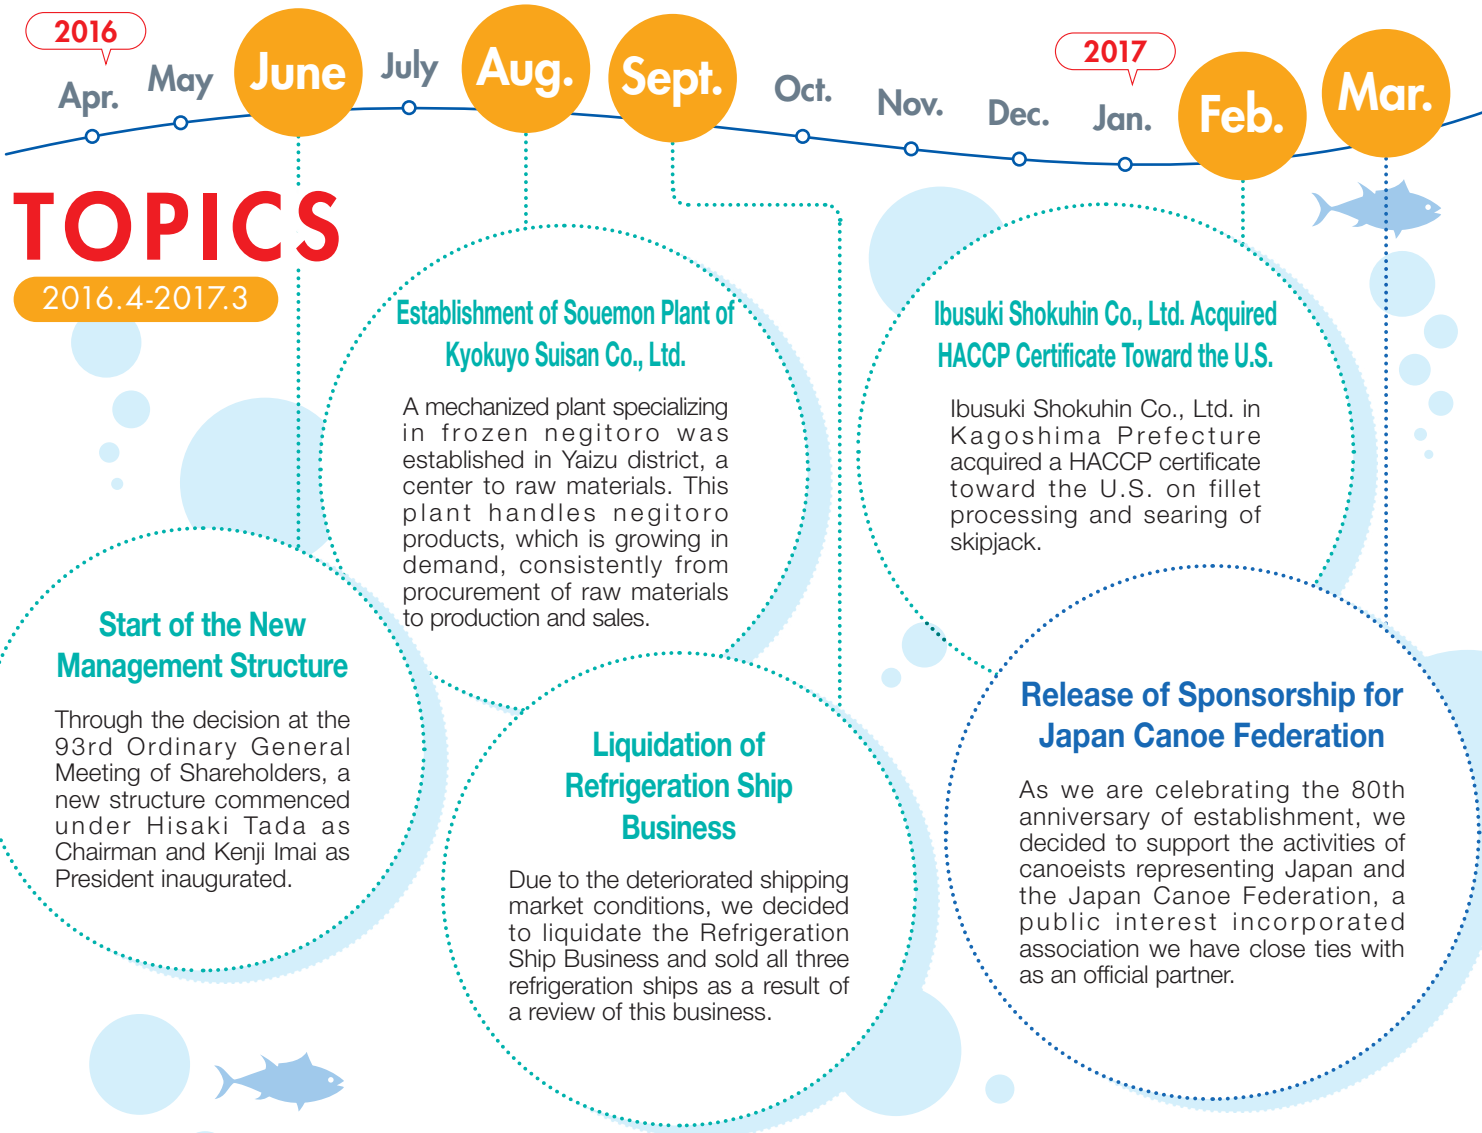 2016
Apr.
May
June
July
Aug.
Sept.
Oct.
Nov.
Dec.
2017
Jan.
Feb.
Mar.
TOPICS
2016.4-2017.3
Start of the New
Management Structure
Through the decision at the
93rd Ordinary General
Meeting of Shareholders, a
new structure commenced
under Hisaki Tada as
Chairman and Kenji Imai as
President inaugurated.
Establishment of Souemon Plant of
Kyokuyo Suisan Co., Ltd.
A mechanized plant specializing
in frozen negitoro was
established in Yaizu district, a
center to raw materials. This
plant handles negitoro
products, which is growing in
demand, consistently from
procurement of raw materials
to production and sales.
Liquidation of
Refrigeration Ship
Business
Due to the deteriorated shipping
market conditions, we decided
to liquidate the Refrigeration
Ship Business and sold all three
refrigeration ships as a result of
a review of this business.
Ibusuki Shokuhin Co., Ltd. Acquired
HACCP Certificate Toward the U.S.
Ibusuki Shokuhin Co., Ltd. in
Kagoshima Prefecture
acquired a HACCP certificate
toward the U.S. on fillet
processing and searing of
skipjack.
Release of Sponsorship for
Japan Canoe Federation
As we are celebrating the 80th
anniversary of establishment, we
decided to support the activities of
canoeists representing Japan and
the Japan Canoe Federation, a
public interest incorporated
association we have close ties with
as an official partner.